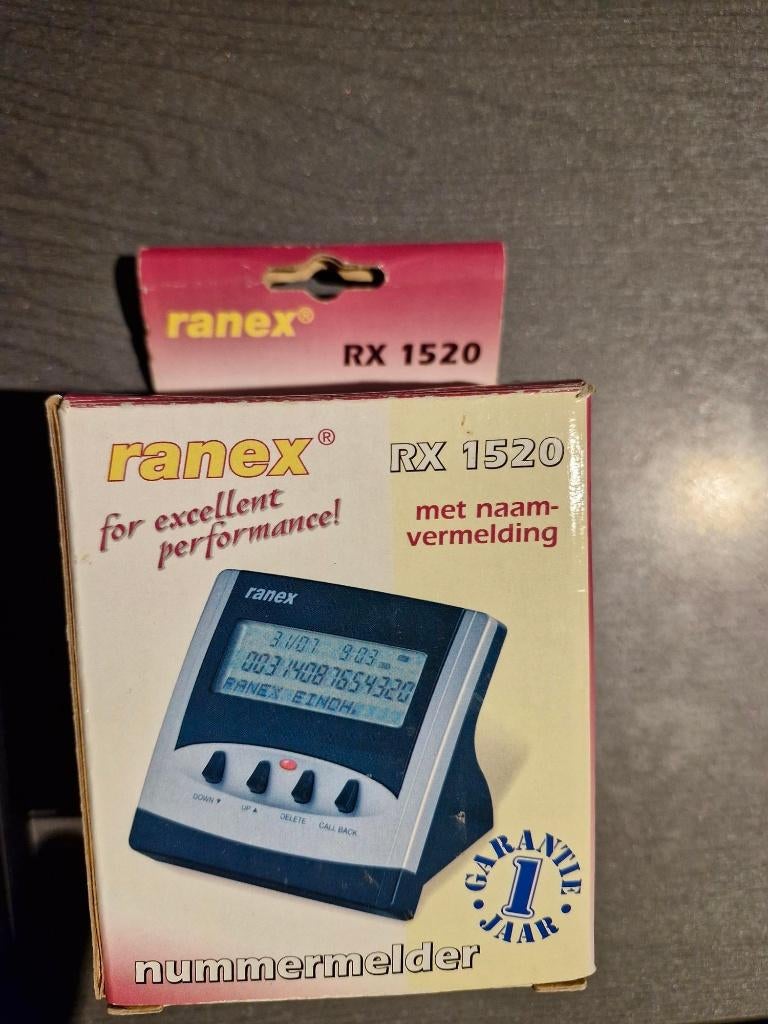 ranex®
RX 1520
ranex®
RX 1520
for excellent
performance!
met naam-
vermelding
ranex
31/07 9:03
00314087654320
RANEX EINDH.
DOWN ▼
UP ▲
DELETE
CALL BACK
GARANTIE
1
JAAR
nummermelder